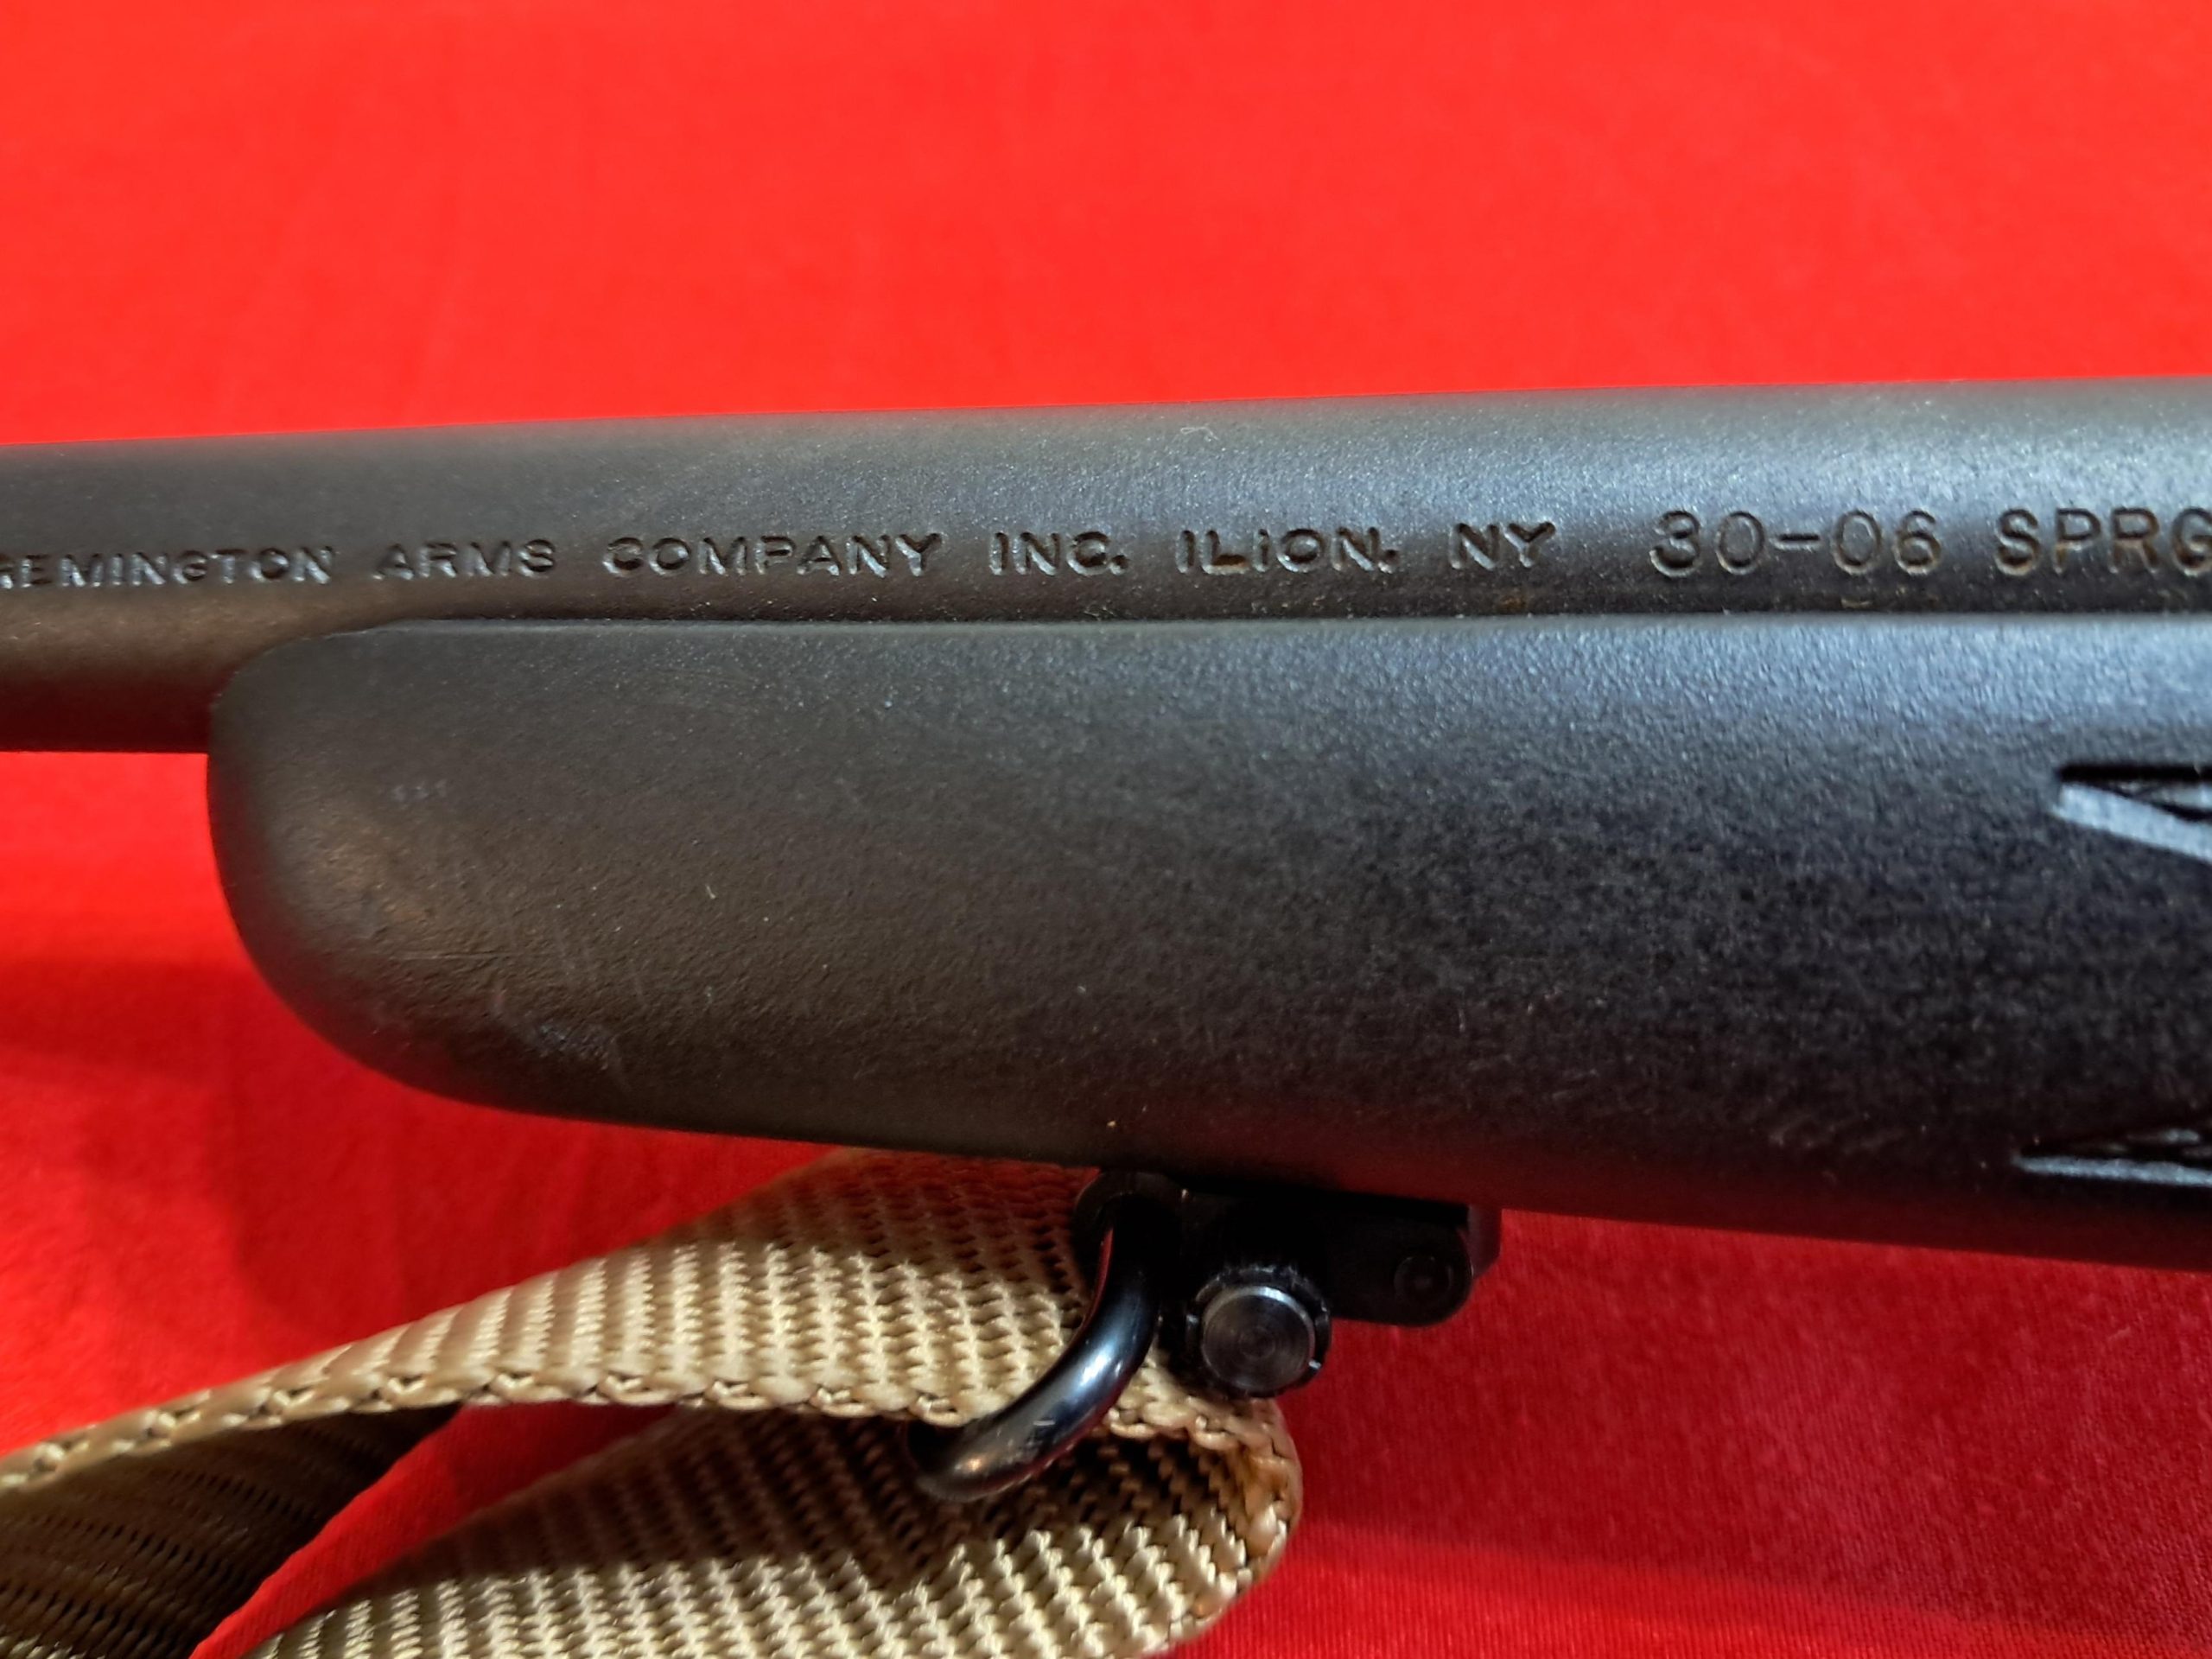 REMINGTON ARMS COMPANY INC. ILION. NY 30-06 SPRG